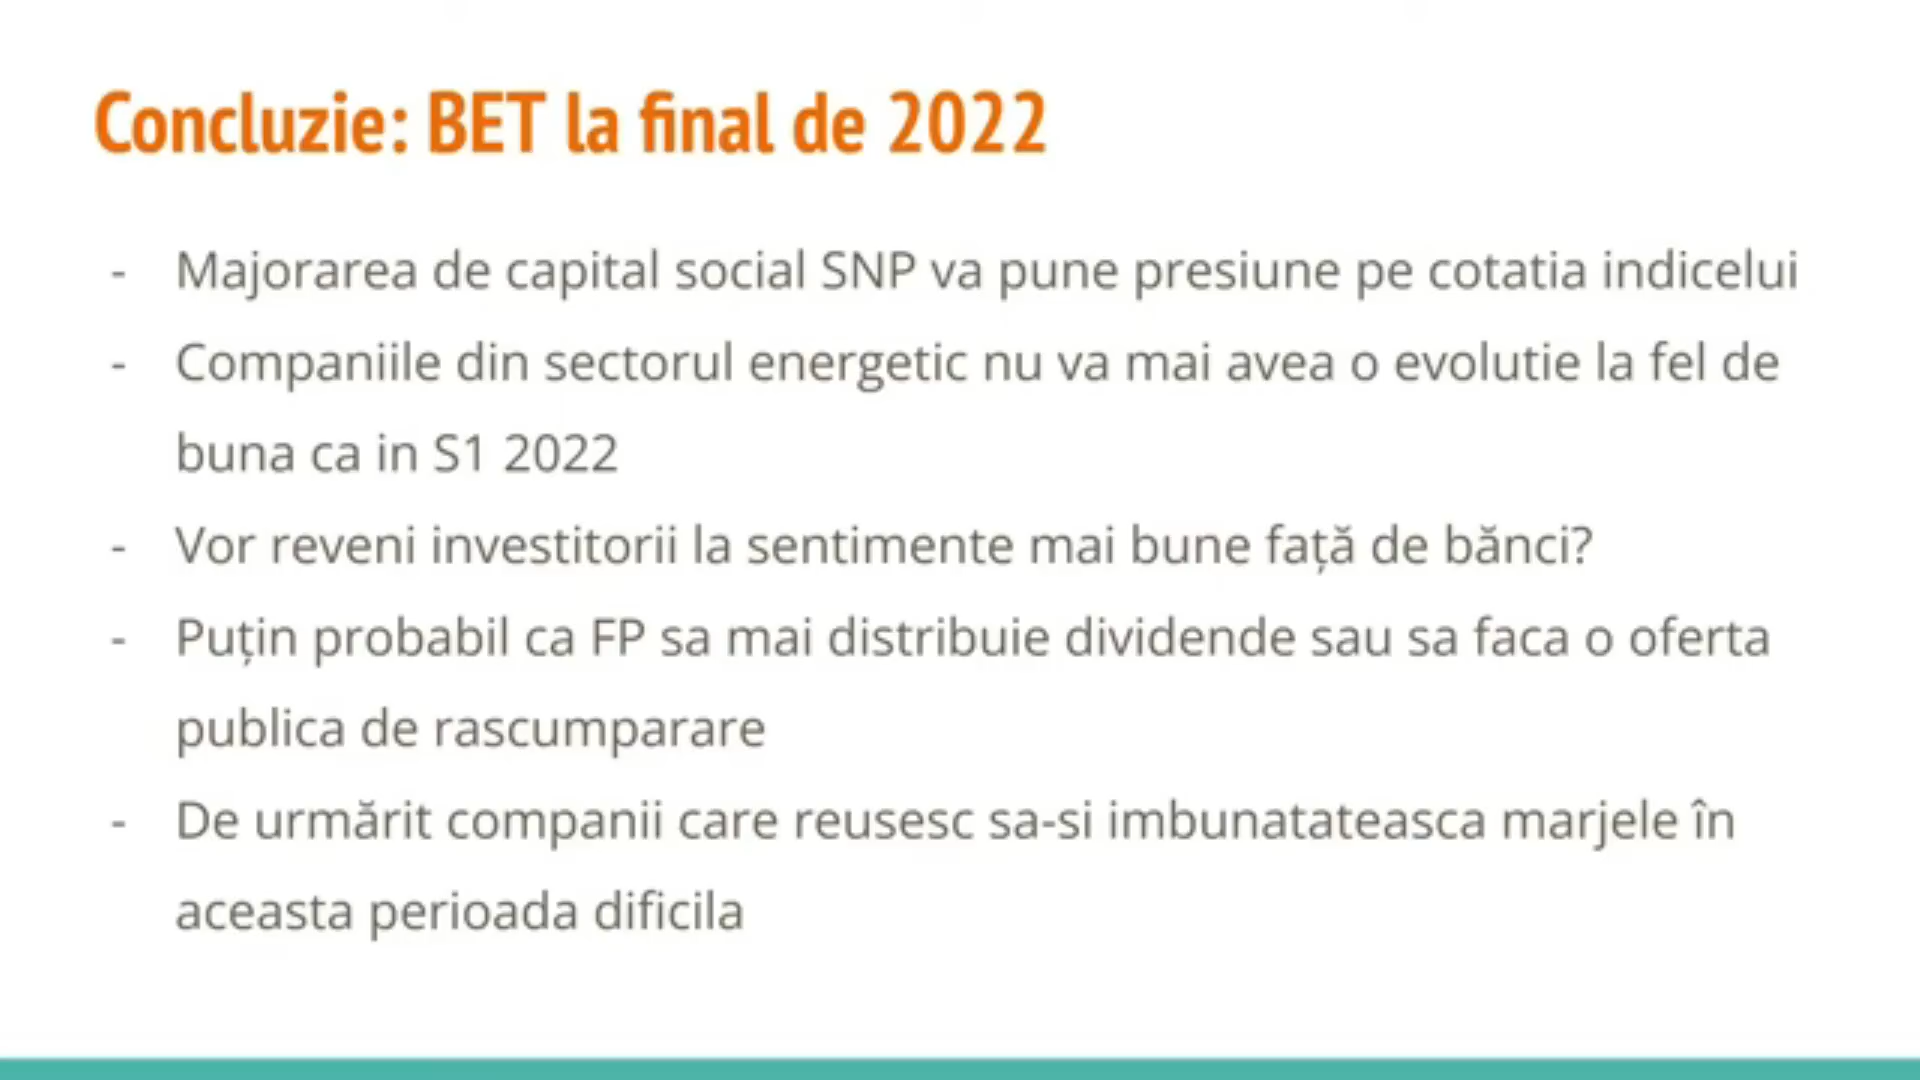 Concluzie: BET la final de 2022
- Majorarea de capital social SNP va pune presiune pe cotatia indicelui
- Companiile din sectorul energetic nu va mai avea o evolutie la fel de
buna ca in S1 2022
- Vor reveni investitorii la sentimente mai bune față de bănci?
- Puțin probabil ca FP sa mai distribuie dividende sau sa faca o oferta
publica de rascumparare
- De urmărit companii care reusesc sa-si imbunatateasca marjele în
aceasta perioada dificila